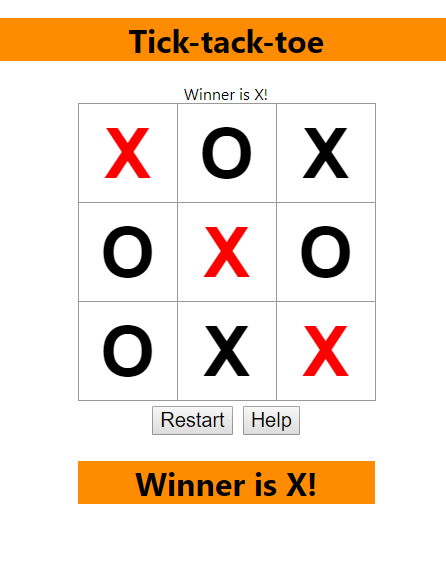 Tick-tack-toe
Winner is X!
X O X
O X O
O X X
Restart Help
Winner is X!